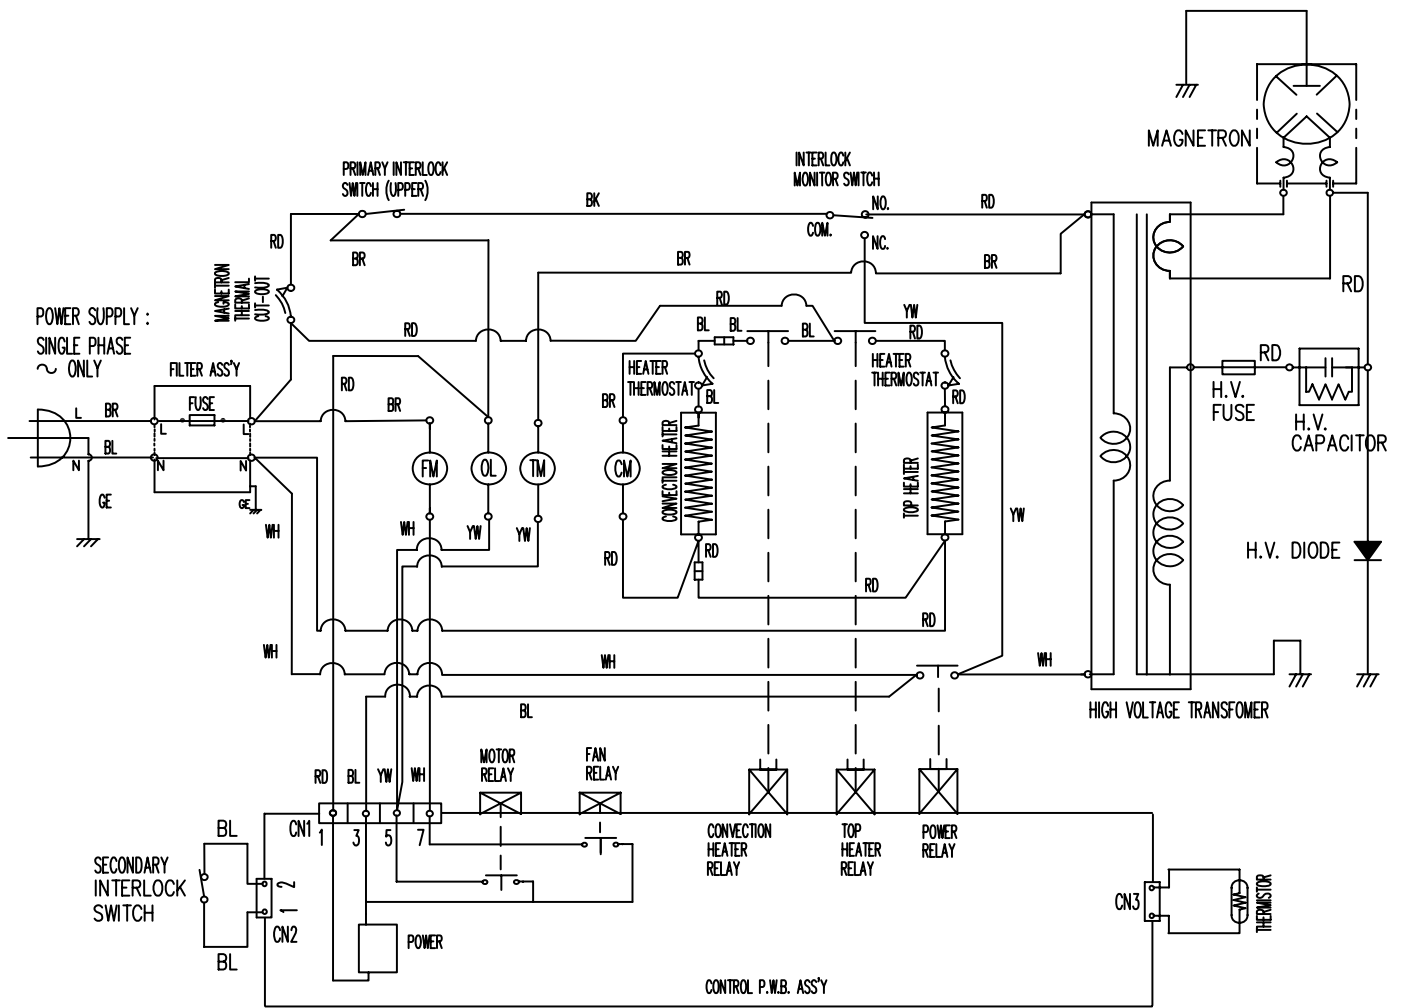 MAGNETRON
PRIMARY INTERLOCK
SWITCH (UPPER)
INTERLOCK
MONITOR SWITCH
BK
NO.
RD
COM.
NC.
RD
BR
BR
BR
MAGNETRON
THERMAL
CUT-OUT
RD
POWER SUPPLY :
SINGLE PHASE
~ ONLY
RD
RD
YW
RD
BL
BL
BL
HEATER
THERMOSTAT
HEATER
THERMOSTAT
RD
H.V.
FUSE
H.V.
CAPACITOR
FILTER ASS'Y
FUSE
RD
BR
BR
BL
RD
L
BR
L
L
BL
N
N
N
GE
GE
FM
OL
TM
CM
CONVECTION HEATER
TOP HEATER
WH
WH
YW
YW
YW
RD
RD
RD
H.V. DIODE
RD
WH
WH
WH
BL
HIGH VOLTAGE TRANSFOMER
RD
BL
YW
WH
MOTOR
RELAY
FAN
RELAY
CN1
1
3
5
7
CONVECTION
HEATER
RELAY
TOP
HEATER
RELAY
POWER
RELAY
BL
SECONDARY
INTERLOCK
SWITCH
2
1
CN2
BL
POWER
CN3
THERMISTOR
CONTROL P.W.B. ASS'Y